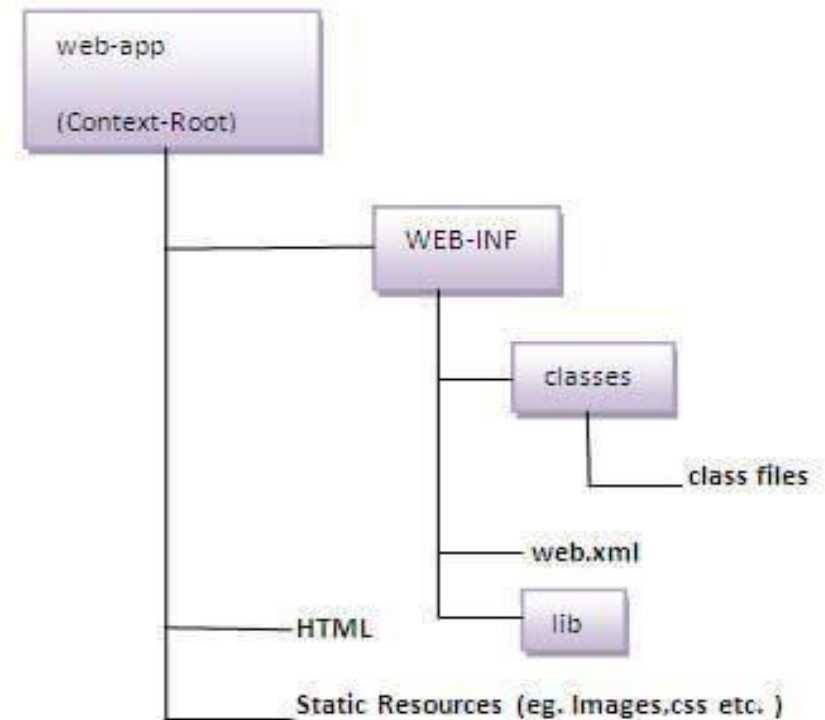 web-app
(Context-Root)
WEB-INF
classes
class files
web.xml
lib
HTML
Static Resources (eg. Images,css etc. )